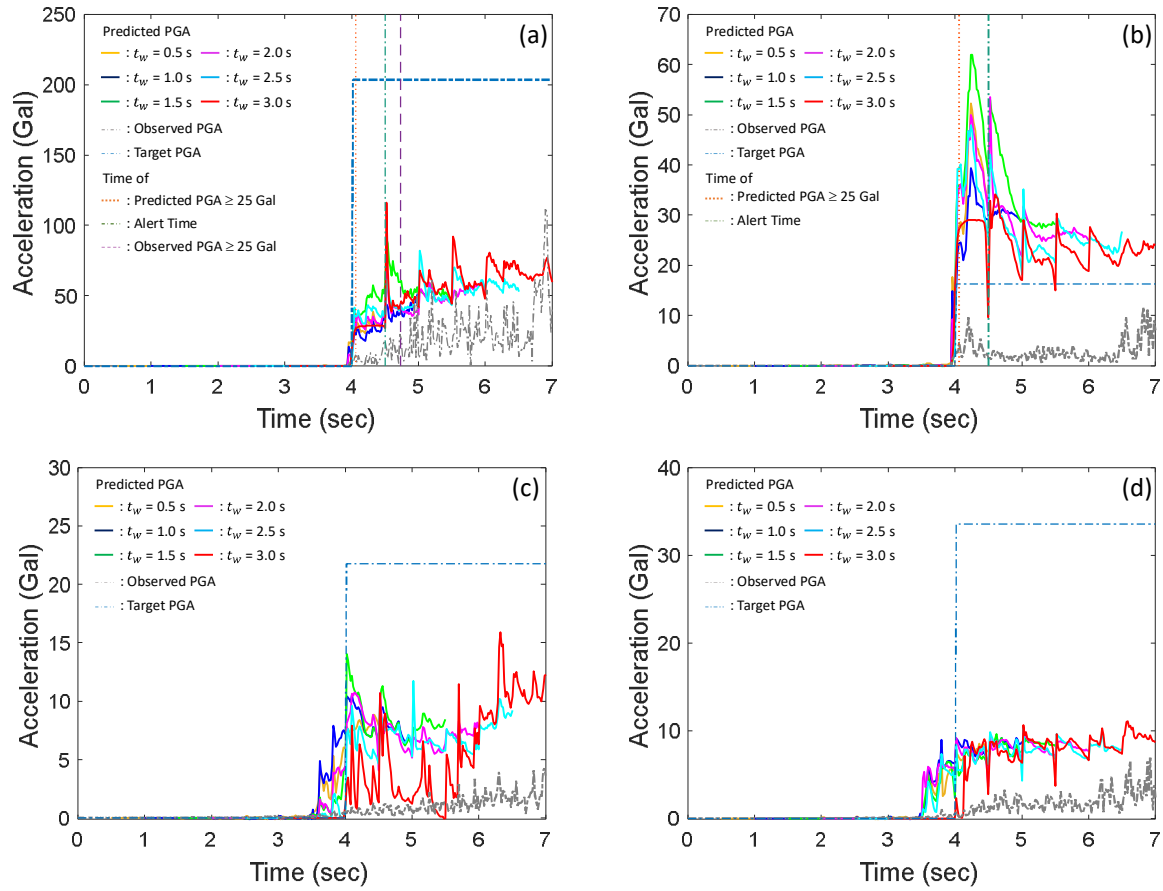 (a)
Predicted PGA
: t_w = 0.5 s : t_w = 2.0 s
: t_w = 1.0 s : t_w = 2.5 s
: t_w = 1.5 s : t_w = 3.0 s
: Observed PGA
: Target PGA
Time of
: Predicted PGA ≥ 25 Gal
: Alert Time
: Observed PGA ≥ 25 Gal
Acceleration (Gal)
250
200
150
100
50
0
0 1 2 3 4 5 6 7
Time (sec)
(b)
Predicted PGA
: t_w = 0.5 s : t_w = 2.0 s
: t_w = 1.0 s : t_w = 2.5 s
: t_w = 1.5 s : t_w = 3.0 s
: Observed PGA
: Target PGA
Time of
: Predicted PGA ≥ 25 Gal
: Alert Time
Acceleration (Gal)
70
60
50
40
30
20
10
0
0 1 2 3 4 5 6 7
Time (sec)
(c)
Predicted PGA
: t_w = 0.5 s : t_w = 2.0 s
: t_w = 1.0 s : t_w = 2.5 s
: t_w = 1.5 s : t_w = 3.0 s
: Observed PGA
: Target PGA
Acceleration (Gal)
30
25
20
15
10
5
0
0 1 2 3 4 5 6 7
Time (sec)
(d)
Predicted PGA
: t_w = 0.5 s : t_w = 2.0 s
: t_w = 1.0 s : t_w = 2.5 s
: t_w = 1.5 s : t_w = 3.0 s
: Observed PGA
: Target PGA
Acceleration (Gal)
40
30
20
10
0
0 1 2 3 4 5 6 7
Time (sec)